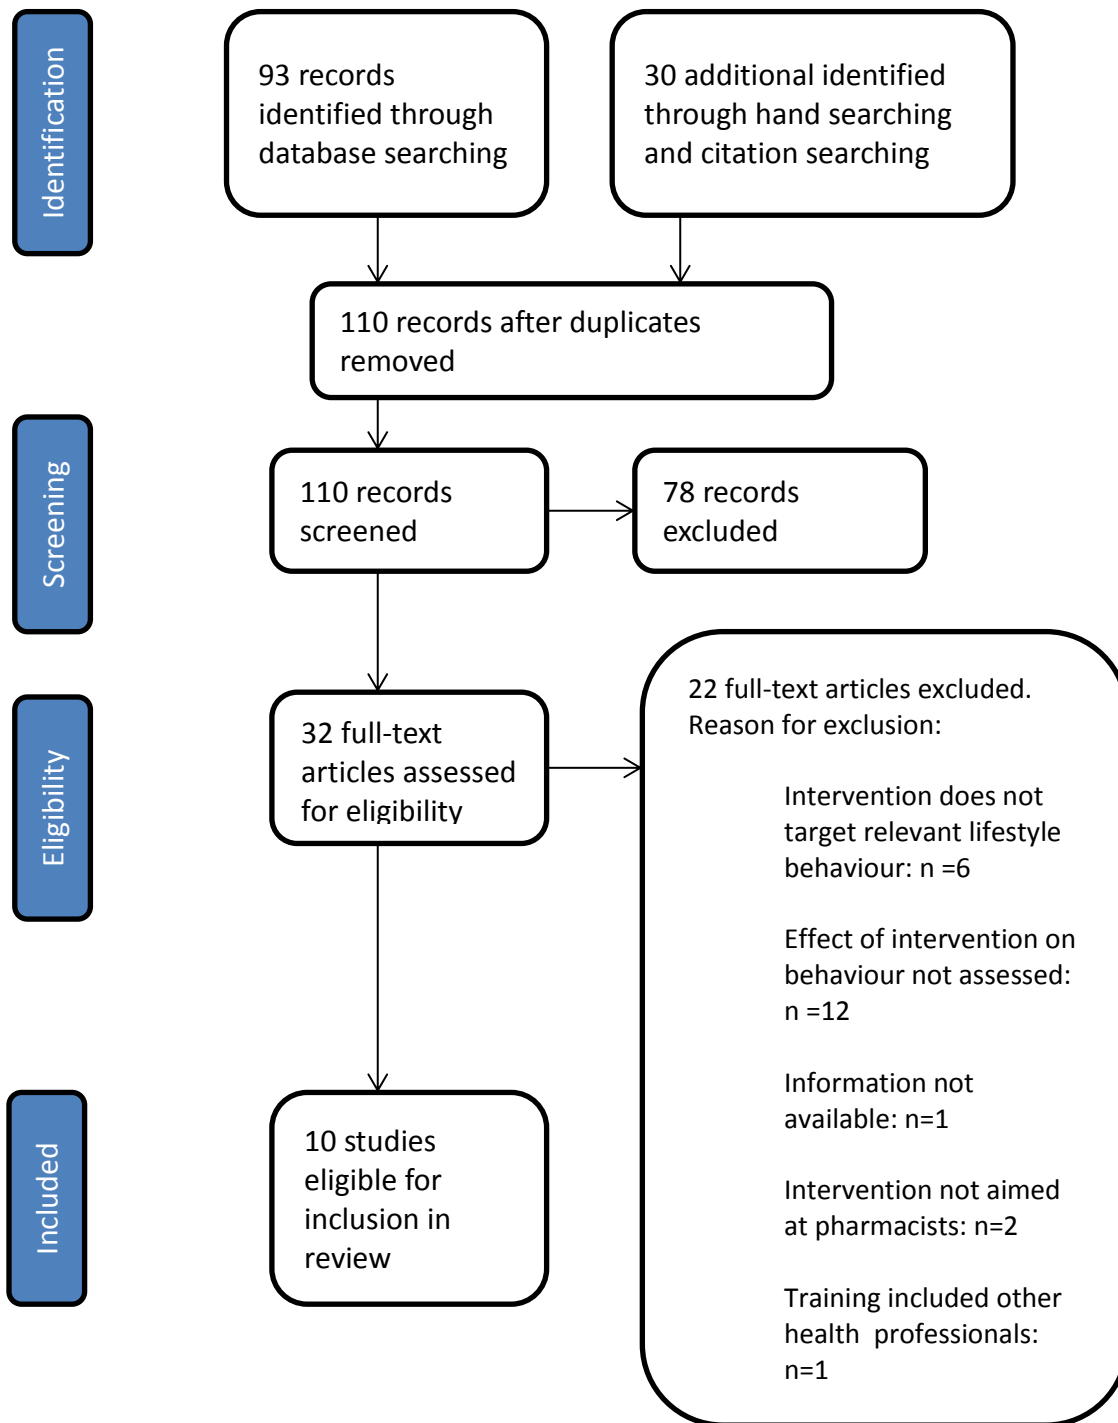 Identification
93 records
identified through
database searching
30 additional identified
through hand searching
and citation searching
110 records after duplicates
removed
Screening
110 records
screened
78 records
excluded
Eligibility
32 full-text
articles assessed
for eligibility
22 full-text articles excluded.
Reason for exclusion:
Intervention does not
target relevant lifestyle
behaviour: n =6
Effect of intervention on
behaviour not assessed:
n =12
Information not
available: n=1
Intervention not aimed
at pharmacists: n=2
Training included other
health professionals:
n=1
Included
10 studies
eligible for
inclusion in
review